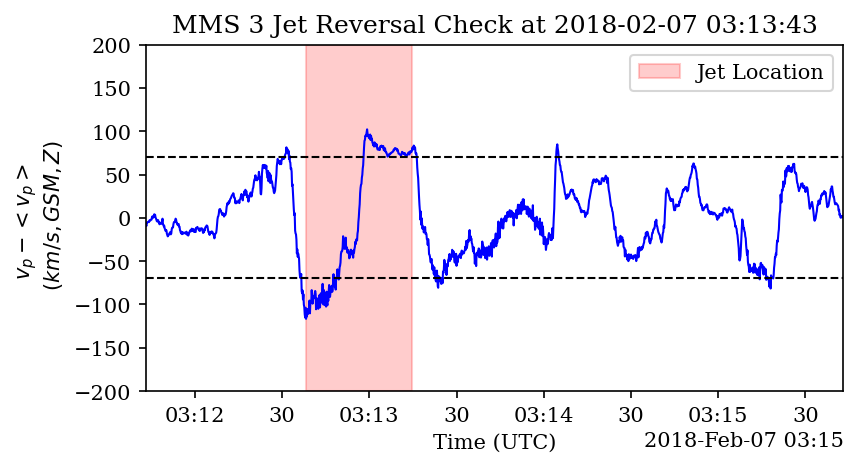 MMS 3 Jet Reversal Check at 2018-02-07 03:13:43
Jet Location
200
150
100
50
0
−50
−100
−150
−200
v_p − < v_p >
(km/s, GSM, Z)
03:12 30 03:13 30 03:14 30 03:15 30
Time (UTC)
2018-Feb-07 03:15